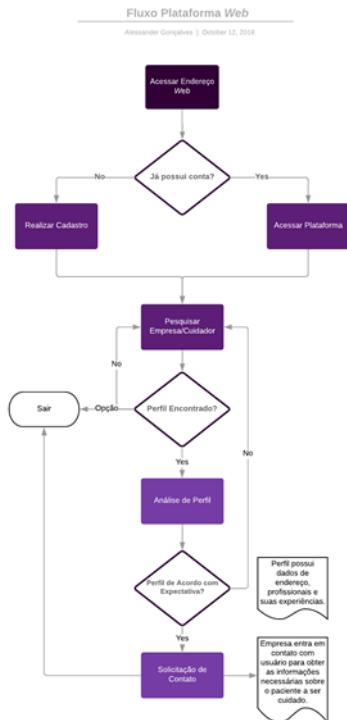 Fluxo Plataforma Web
Alessander Gonçalves | October 12, 2018
Acessar Endereço
Web
Já possui conta?
No
Yes
Realizar Cadastro
Acessar Plataforma
Pesquisar
Empresa/Cuidador
No
Perfil Encontrado?
Opção
Sair
No
Yes
Análise de Perfil
Perfil de Acordo com
Expectativa?
Perfil possui
dados de
endereço,
profissionais e
suas experiências.
Yes
Solicitação de
Contato
Empresa entra em
contato com
usuário para obter
as informações
necessárias sobre
o paciente a ser
cuidado.